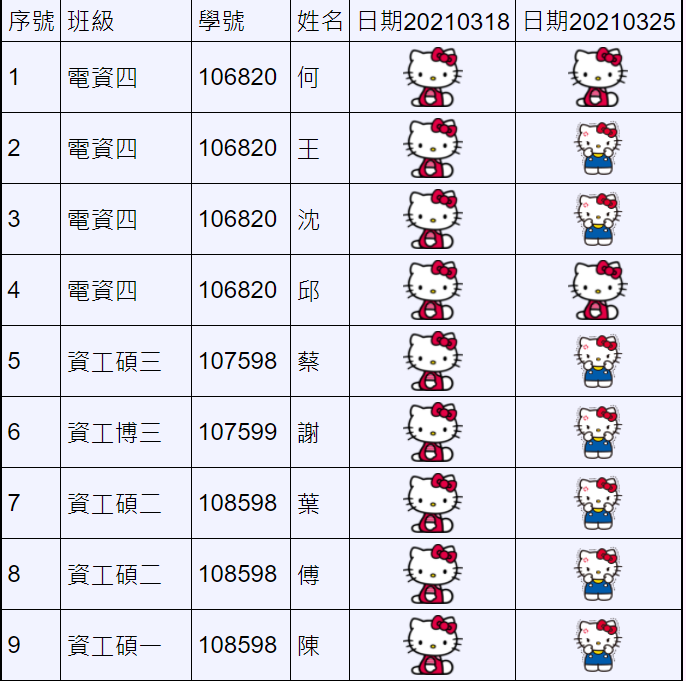 序號 班級 學號 姓名 日期20210318 日期20210325
1 電資四 106820 何
2 電資四 106820 王
3 電資四 106820 沈
4 電資四 106820 邱
5 資工碩三 107598 蔡
6 資工博三 107599 謝
7 資工碩二 108598 葉
8 資工碩二 108598 傅
9 資工碩一 108598 陳